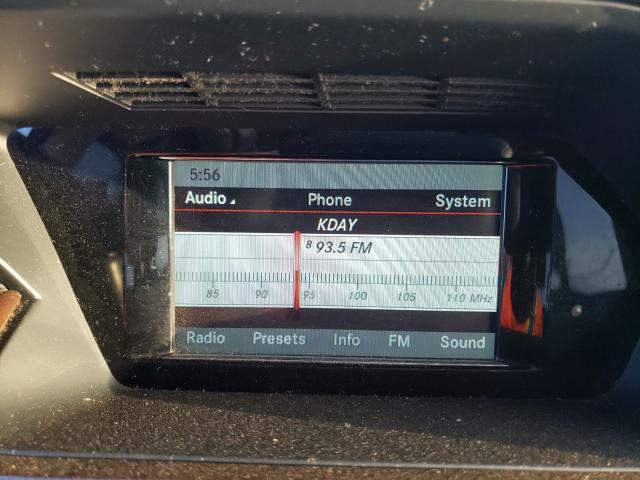 5:56
Audio Phone System
KDAY
8 93.5 FM
85 90 95 100 105 110 MHz
Radio Presets Info FM Sound